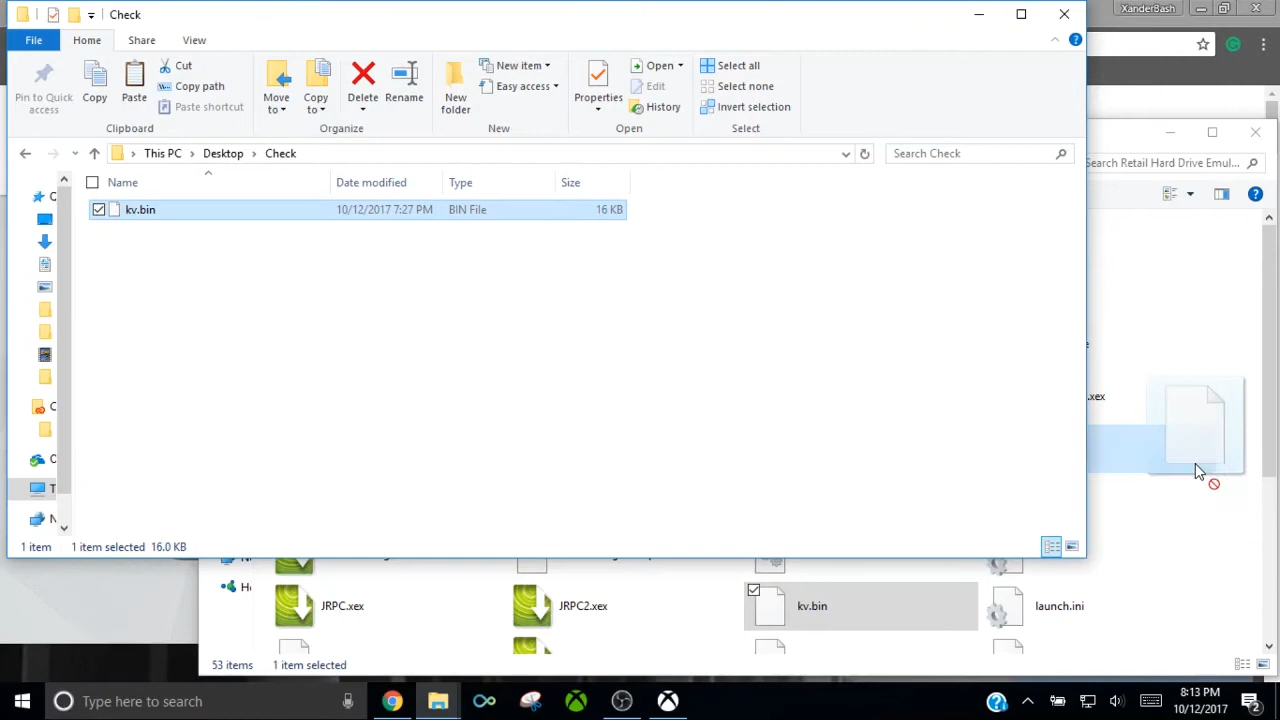 Check
XanderBash
File
Home
Share
View
Pin to Quick
access
Copy
Paste
Cut
Copy path
Paste shortcut
Move
to
Copy
to
Delete
Rename
New
folder
New item
Easy access
Properties
Open
Edit
History
Select all
Select none
Invert selection
Clipboard
Organize
New
Open
Select
This PC
Desktop
Check
Search Check
Search Retail Hard Drive Emul...
Name
Date modified
Type
Size
kv.bin
10/12/2017 7:27 PM
BIN File
16 KB
.xex
1 item
1 item selected 16.0 KB
JRPC.xex
JRPC2.xex
kv.bin
launch.ini
53 items
1 item selected
Type here to search
8:13 PM
10/12/2017
2